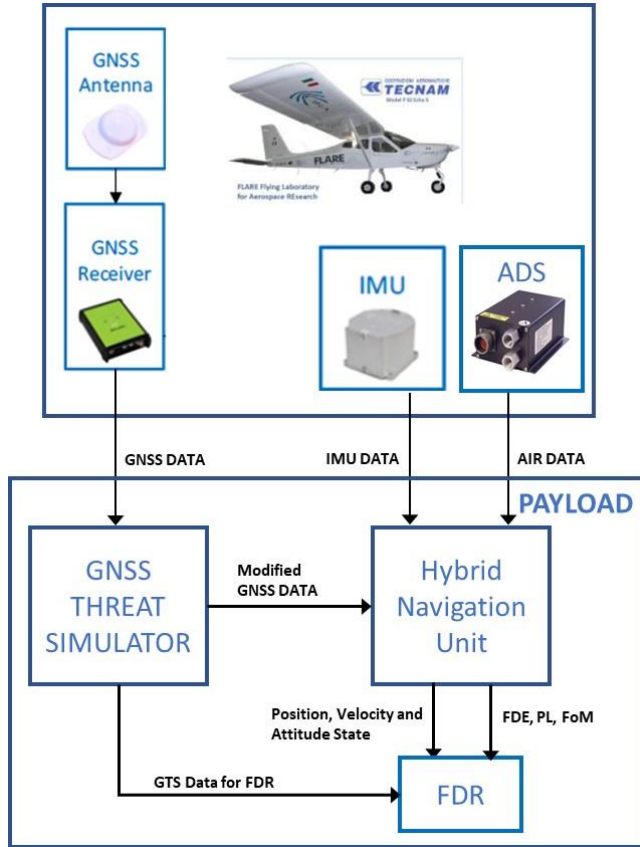 GNSS
Antenna
COSTRUZIONI AERONAUTICHE
TECNAM
FLARE
FLARE Flying Laboratory
for Aerospace REsearch
GNSS
Receiver
IMU
ADS
GNSS DATA
IMU DATA
AIR DATA
PAYLOAD
GNSS
THREAT
SIMULATOR
Modified
GNSS DATA
Hybrid
Navigation
Unit
Position, Velocity and
Attitude State
FDE, PL, FoM
GTS Data for FDR
FDR